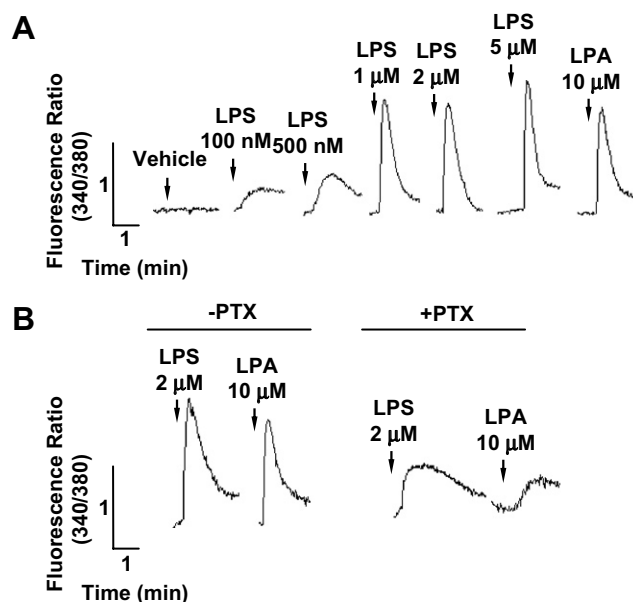 A
Vehicle
LPS
100 nM
LPS
500 nM
LPS
1 μM
LPS
2 μM
LPS
5 μM
LPA
10 μM
Fluorescence Ratio
(340/380)
1
1
Time (min)
B
-PTX
+PTX
LPS
2 μM
LPA
10 μM
LPS
2 μM
LPA
10 μM
Fluorescence Ratio
(340/380)
1
1
Time (min)